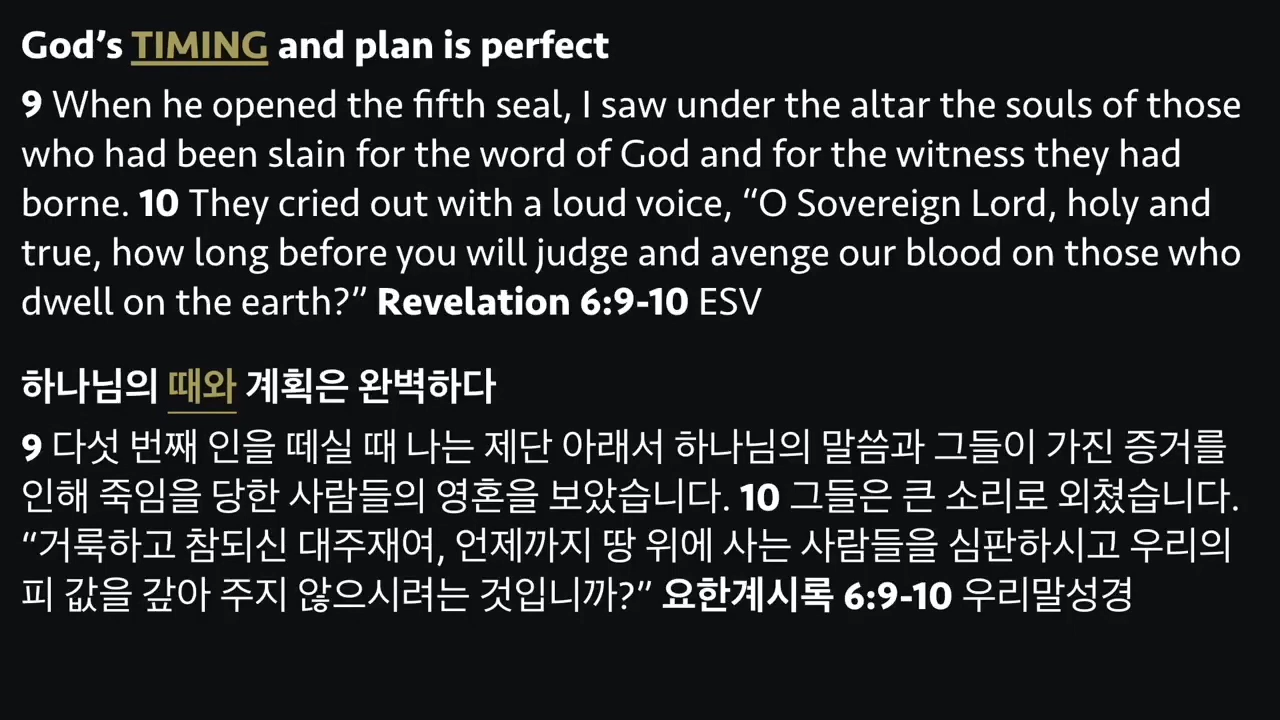 God’s TIMING and plan is perfect
9 When he opened the fifth seal, I saw under the altar the souls of those
who had been slain for the word of God and for the witness they had
borne. 10 They cried out with a loud voice, “O Sovereign Lord, holy and
true, how long before you will judge and avenge our blood on those who
dwell on the earth?” Revelation 6:9-10 ESV
하나님의 때와 계획은 완벽하다
9 다섯 번째 인을 떼실 때 나는 제단 아래서 하나님의 말씀과 그들이 가진 증거를
인해 죽임을 당한 사람들의 영혼을 보았습니다. 10 그들은 큰 소리로 외쳤습니다.
“거룩하고 참되신 대주재여, 언제까지 땅 위에 사는 사람들을 심판하시고 우리의
피 값을 갚아 주지 않으시려는 것입니까?” 요한계시록 6:9-10 우리말성경